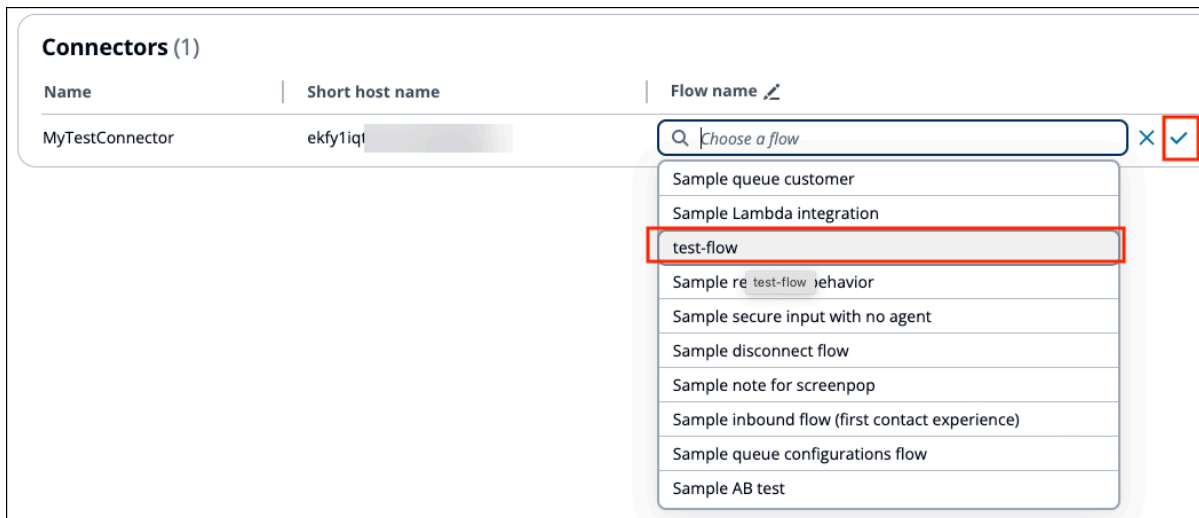 Connectors (1)
Name Short host name Flow name
MyTestConnector ekfy1iq Choose a flow
Sample queue customer
Sample Lambda integration
test-flow
Sample re test-flow behavior
Sample secure input with no agent
Sample disconnect flow
Sample note for screenpop
Sample inbound flow (first contact experience)
Sample queue configurations flow
Sample AB test